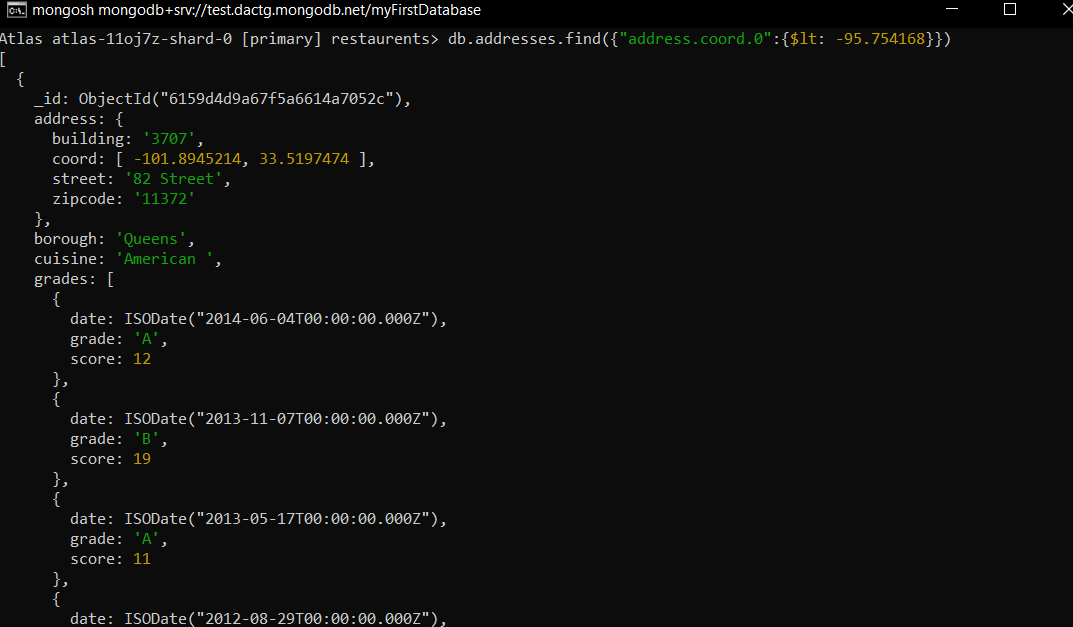 mongosh mongodb+srv://test.dactg.mongodb.net/myFirstDatabase
Atlas atlas-11oj7z-shard-0 [primary] restaurents> db.addresses.find({"address.coord.0":{$lt: -95.754168}})
[
  {
    _id: ObjectId("6159d4d9a67f5a6614a7052c"),
    address: {
      building: '3707',
      coord: [ -101.8945214, 33.5197474 ],
      street: '82 Street',
      zipcode: '11372'
    },
    borough: 'Queens',
    cuisine: 'American ',
    grades: [
      {
        date: ISODate("2014-06-04T00:00:00.000Z"),
        grade: 'A',
        score: 12
      },
      {
        date: ISODate("2013-11-07T00:00:00.000Z"),
        grade: 'B',
        score: 19
      },
      {
        date: ISODate("2013-05-17T00:00:00.000Z"),
        grade: 'A',
        score: 11
      },
      {
        date: ISODate("2012-08-29T00:00:00.000Z"),